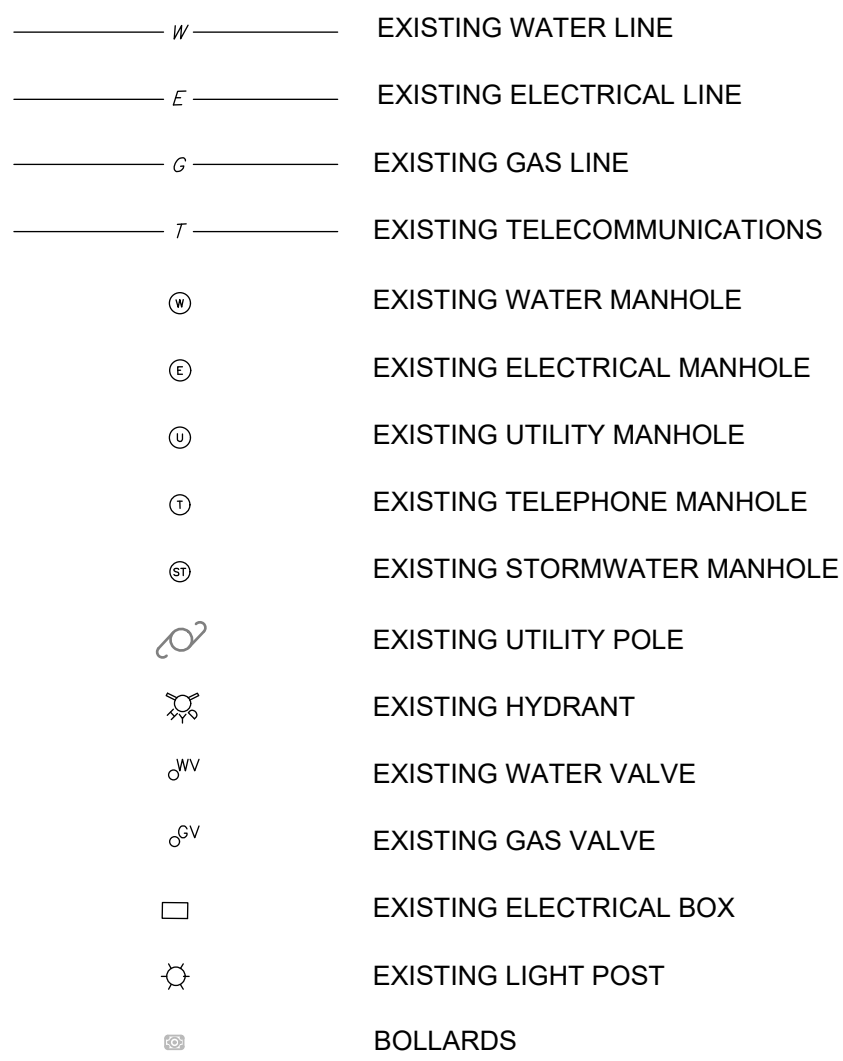 W EXISTING WATER LINE
E EXISTING ELECTRICAL LINE
G EXISTING GAS LINE
T EXISTING TELECOMMUNICATIONS
W EXISTING WATER MANHOLE
E EXISTING ELECTRICAL MANHOLE
U EXISTING UTILITY MANHOLE
T EXISTING TELEPHONE MANHOLE
ST EXISTING STORMWATER MANHOLE
EXISTING UTILITY POLE
EXISTING HYDRANT
WV EXISTING WATER VALVE
GV EXISTING GAS VALVE
EXISTING ELECTRICAL BOX
EXISTING LIGHT POST
BOLLARDS